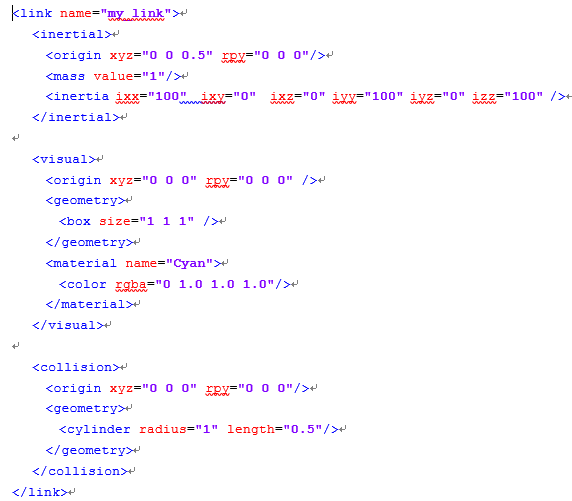 <link name="my_link">
<inertial>
<origin xyz="0 0 0.5" rpy="0 0 0"/>
<mass value="1"/>
<inertia ixx="100"  ixy="0"  ixz="0" iyy="100" iyz="0" izz="100" />
</inertial>
<visual>
<origin xyz="0 0 0" rpy="0 0 0" />
<geometry>
<box size="1 1 1" />
</geometry>
<material name="Cyan">
<color rgba="0 1.0 1.0 1.0"/>
</material>
</visual>
<collision>
<origin xyz="0 0 0" rpy="0 0 0"/>
<geometry>
<cylinder radius="1" length="0.5"/>
</geometry>
</collision>
</link>